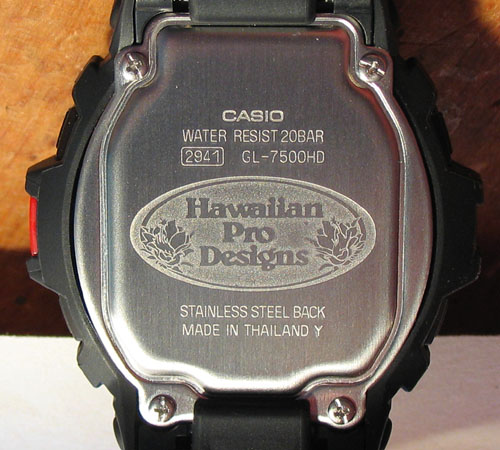 CASIO
WATER RESIST 20BAR
2941 GL-7500HD
Hawaiian
Pro
Designs
STAINLESS STEEL BACK
MADE IN THAILAND Y